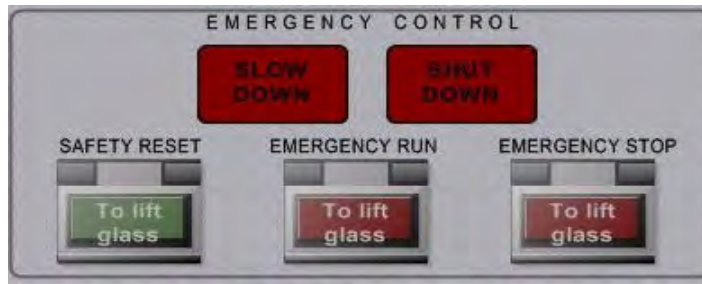 EMERGENCY CONTROL
SLOW
DOWN
SHUT
DOWN
SAFETY RESET
EMERGENCY RUN
EMERGENCY STOP
To lift
glass
To lift
glass
To lift
glass